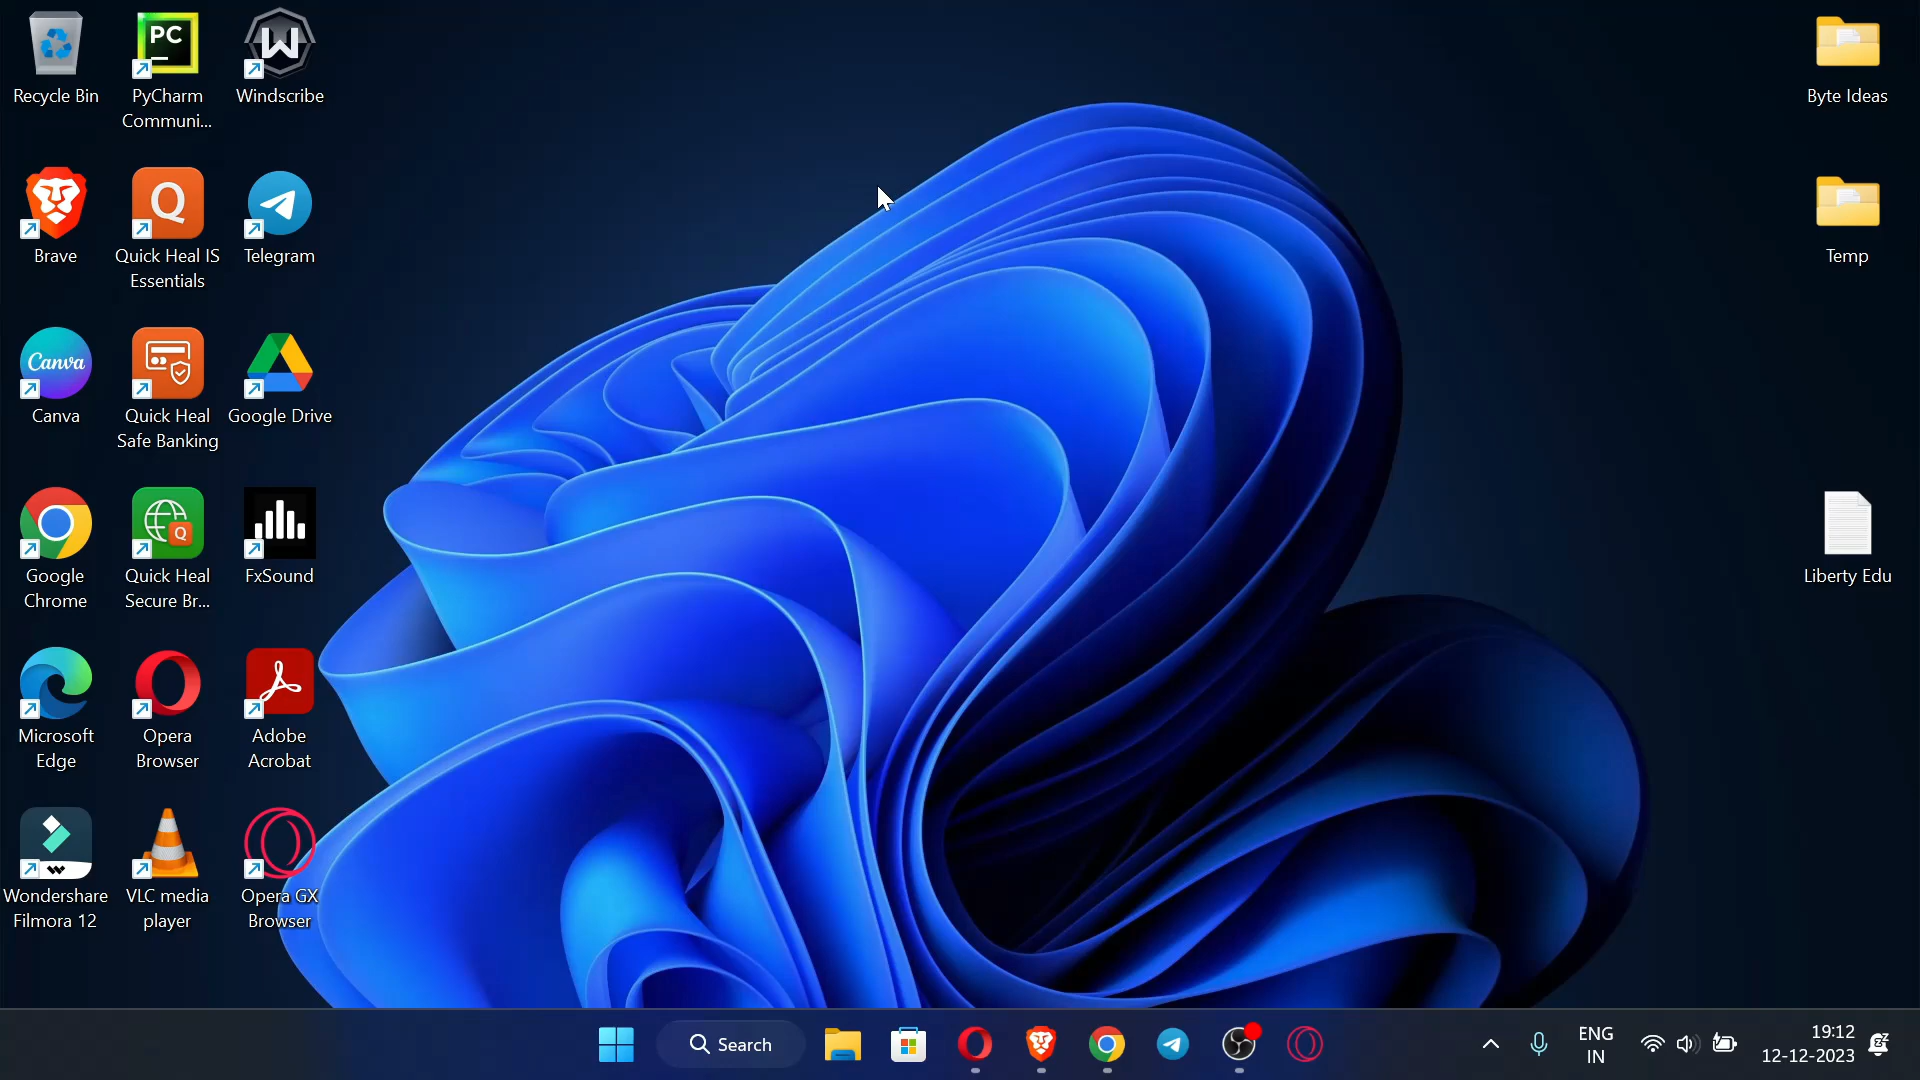 Recycle Bin
PC
PyCharm
Communi...
W
Windscribe
Byte Ideas
Brave
Q
Quick Heal IS
Essentials
Telegram
Temp
Canva
Canva
Quick Heal
Safe Banking
Google Drive
Google
Chrome
Q
Quick Heal
Secure Br...
FxSound
Liberty Edu
Microsoft
Edge
Opera
Browser
Adobe
Acrobat
Wondershare
Filmora 12
VLC media
player
Opera GX
Browser
Search
ENG
IN
19:12
12-12-2023